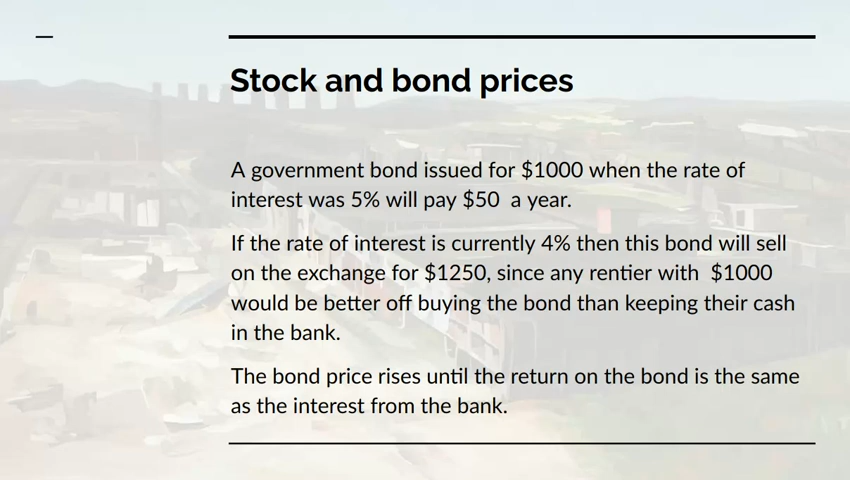 Stock and bond prices
A government bond issued for $1000 when the rate of
interest was 5% will pay $50  a year.
If the rate of interest is currently 4% then this bond will sell
on the exchange for $1250, since any rentier with  $1000
would be better off buying the bond than keeping their cash
in the bank.
The bond price rises until the return on the bond is the same
as the interest from the bank.